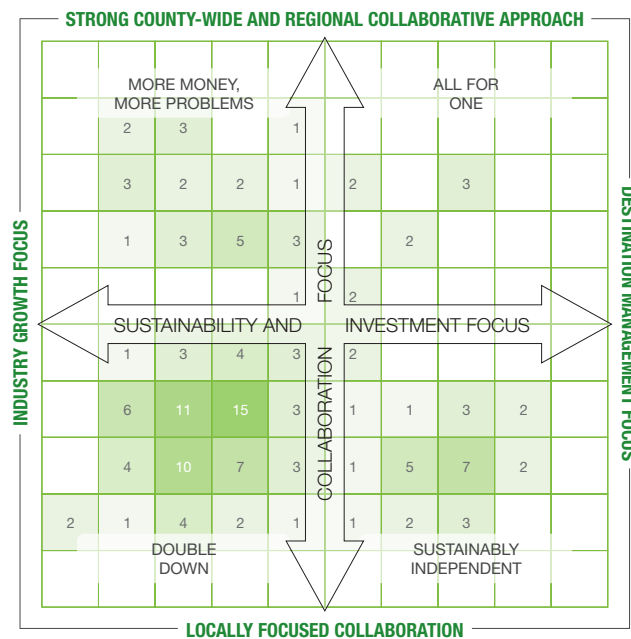 STRONG COUNTY-WIDE AND REGIONAL COLLABORATIVE APPROACH
MORE MONEY,
MORE PROBLEMS
ALL FOR
ONE
2 3 1
3 2 2 1 2 3
1 3 5 3 2
1 2
INDUSTRY GROWTH FOCUS
DESTINATION MANAGEMENT FOCUS
SUSTAINABILITY AND INVESTMENT FOCUS
COLLABORATION FOCUS
1 3 4 3 2
6 11 15 3 1 1 3 2
4 10 7 3 1 5 7 2
2 1 4 2 1 1 2 3
DOUBLE
DOWN
SUSTAINABLY
INDEPENDENT
LOCALLY FOCUSED COLLABORATION